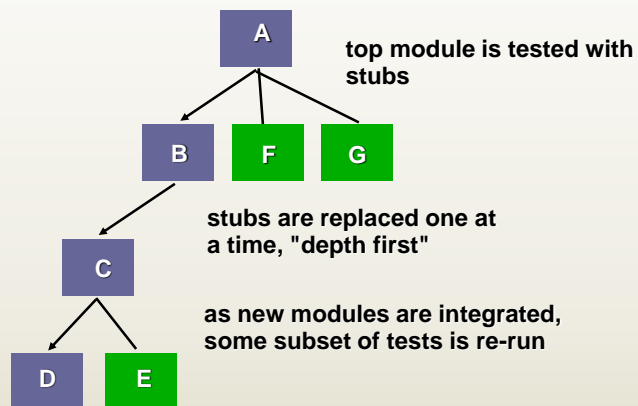 A
top module is tested with
stubs
B
F
G
stubs are replaced one at
a time, "depth first"
C
as new modules are integrated,
some subset of tests is re-run
D
E